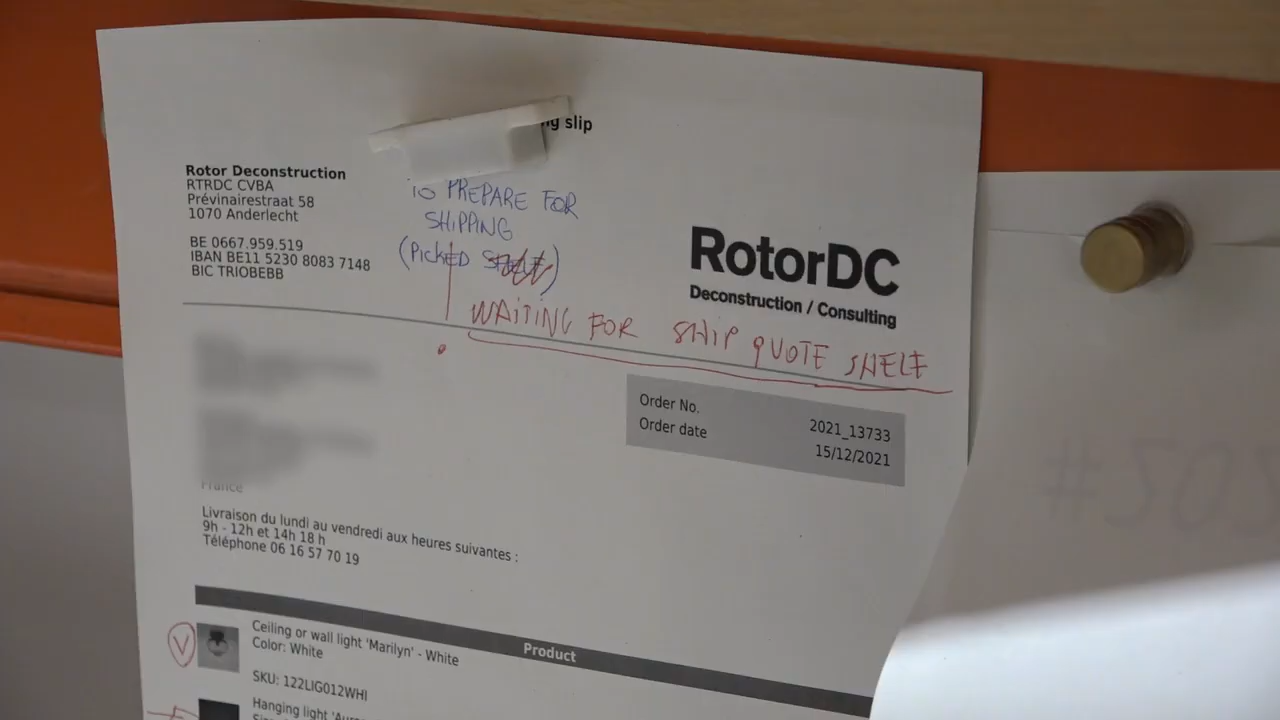 ng slip
Rotor Deconstruction
RTRDC CVBA
Prévinairestraat 58
1070 Anderlecht
BE 0667.959.519
IBAN BE11 5230 8083 7148
BIC TRIOBEBB
TO PREPARE FOR
SHIPPING
(PICKED SHELF)
RotorDC
Deconstruction / Consulting
WAITING FOR SHIP QUOTE SHELF
Order No. 2021_13733
Order date 15/12/2021
France
Livraison du lundi au vendredi aux heures suivantes :
9h - 12h et 14h 18 h
Téléphone 06 16 57 70 19
Product
V
Ceiling or wall light 'Marilyn' - White
Color: White
SKU: 122LIG012WHI
Hanging light
#202